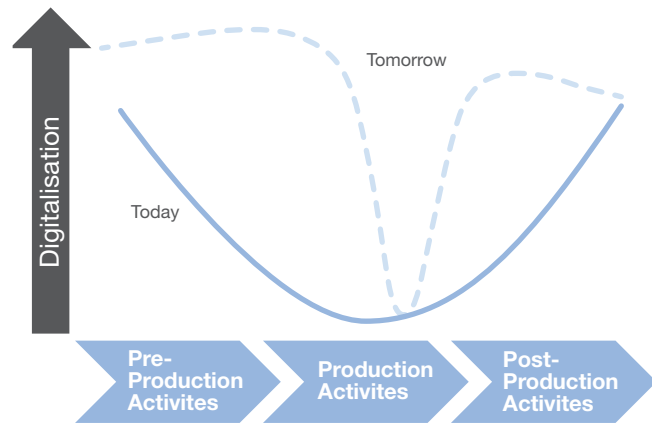 Tomorrow
Today
Digitalisation
Pre-
Production
Activites
Production
Activites
Post-
Production
Activites